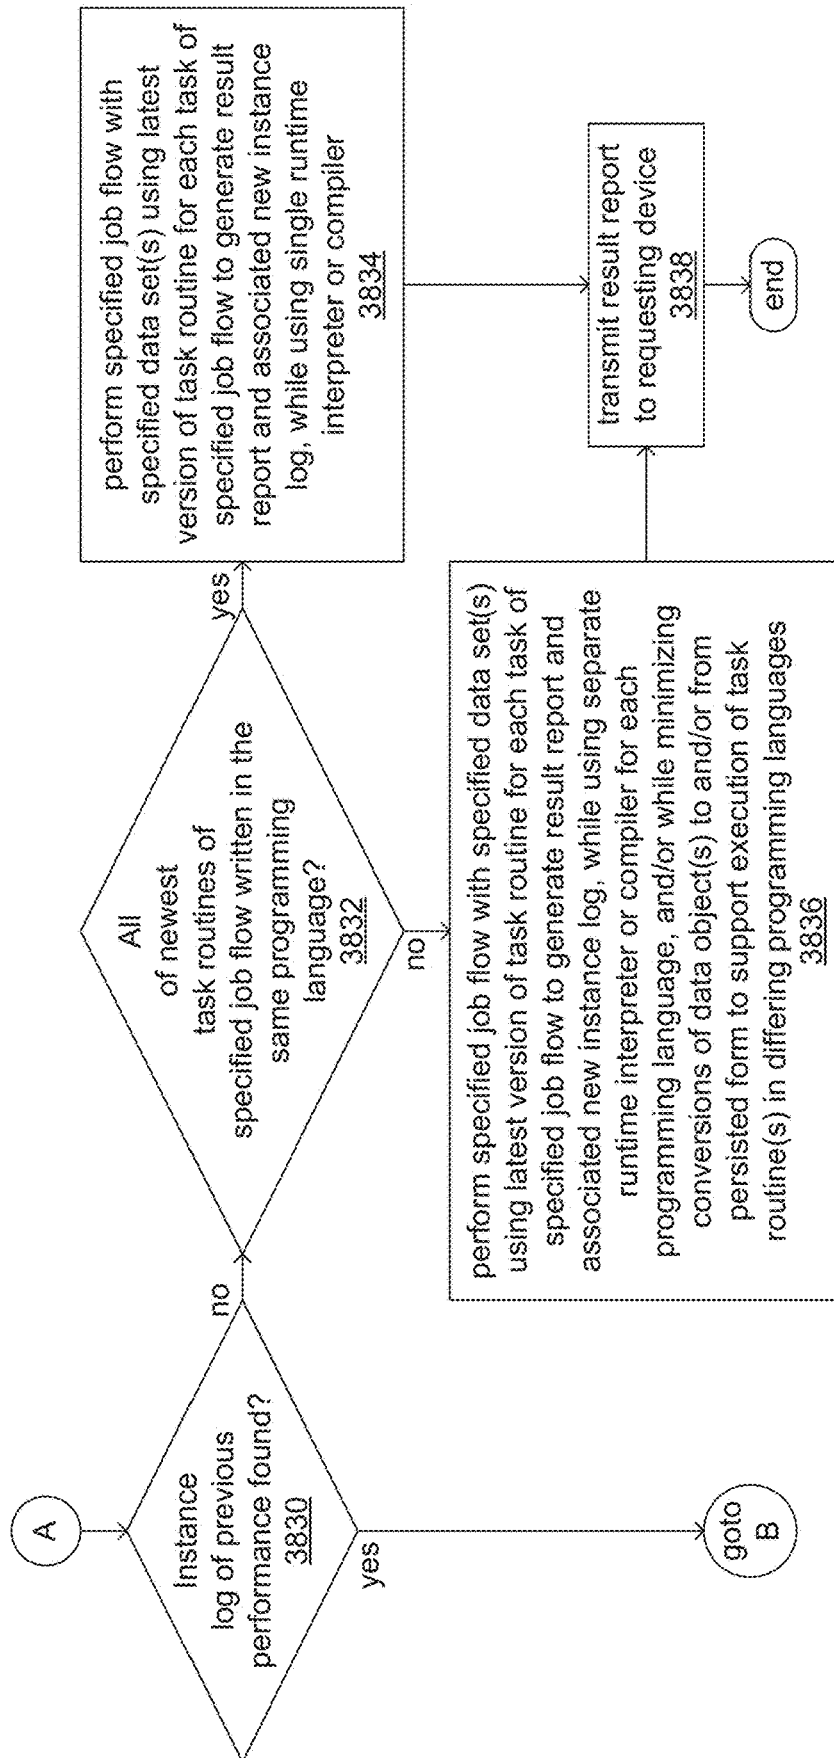 A
Instance
log of previous
performance found?
3830
no
yes
goto
B
All
of newest
task routines of
specified job flow written in the
same programming
language?
3832
yes
no
perform specified job flow with
specified data set(s) using latest
version of task routine for each task of
specified job flow to generate result
report and associated new instance
log, while using single runtime
interpreter or compiler
3834
perform specified job flow with specified data set(s)
using latest version of task routine for each task of
specified job flow to generate result report and
associated new instance log, while using separate
runtime interpreter or compiler for each
programming language, and/or while minimizing
conversions of data object(s) to and/or from
persisted form to support execution of task
routine(s) in differing programming languages
3836
transmit result report
to requesting device
3838
end